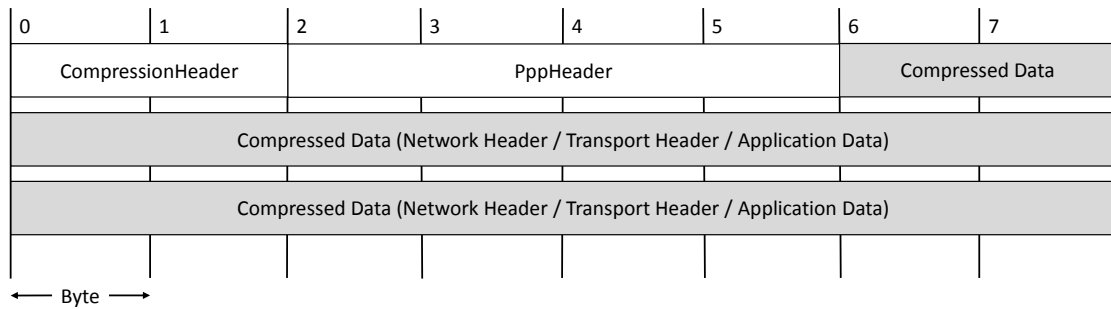 0 1 2 3 4 5 6 7
CompressionHeader PppHeader Compressed Data
Compressed Data (Network Header / Transport Header / Application Data)
Compressed Data (Network Header / Transport Header / Application Data)
Byte